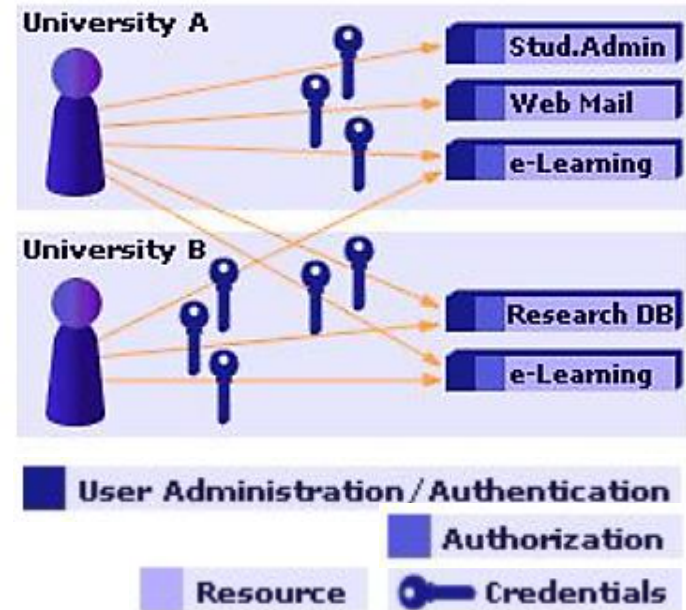 University A
Stud.Admin
Web Mail
e-Learning
University B
Research DB
e-Learning
User Administration/Authentication
Authorization
Resource
Credentials